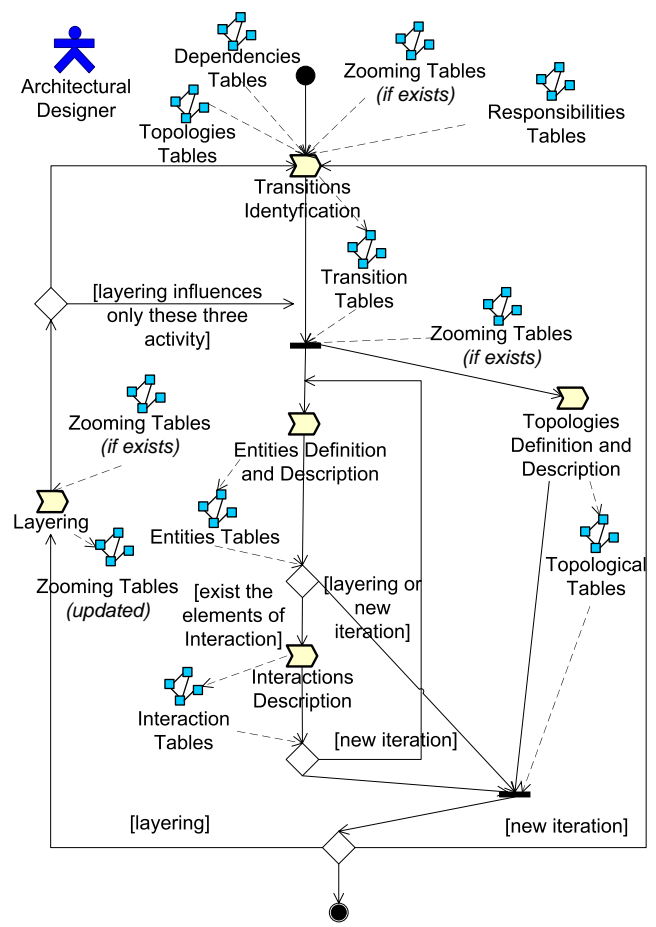 Dependencies
Tables
Zooming Tables
(if exists)
Architectural
Designer
Responsibilities
Tables
Topologies
Tables
Transitions
Identyfication
Transition
Tables
[layering influences
only these three
activity]
Zooming Tables
(if exists)
Zooming Tables
(if exists)
Topologies
Definition and
Description
Entities Definition
and Description
Layering
Entities Tables
Zooming Tables
(updated)
Topological
Tables
[exist the
elements of
Interaction]
[layering or
new
iteration]
Interactions
Description
Interaction
Tables
[new iteration]
[layering]
[new iteration]